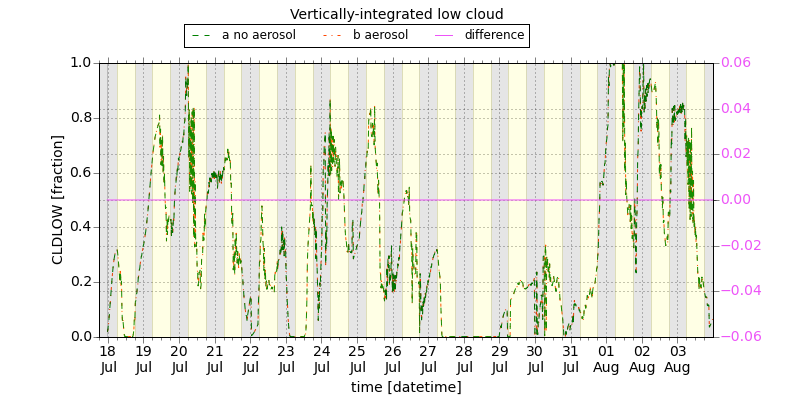 Vertically-integrated low cloud
a no aerosol b aerosol difference
1.0
0.8
0.6
0.4
0.2
0.0
CLDLOW [fraction]
0.06
0.04
0.02
0.00
−0.02
−0.04
−0.06
18 19 20 21 22 23 24 25 26 27 28 29 30 31 01 02 03
Jul Jul Jul Jul Jul Jul Jul Jul Jul Jul Jul Jul Jul Jul Aug Aug Aug
time [datetime]